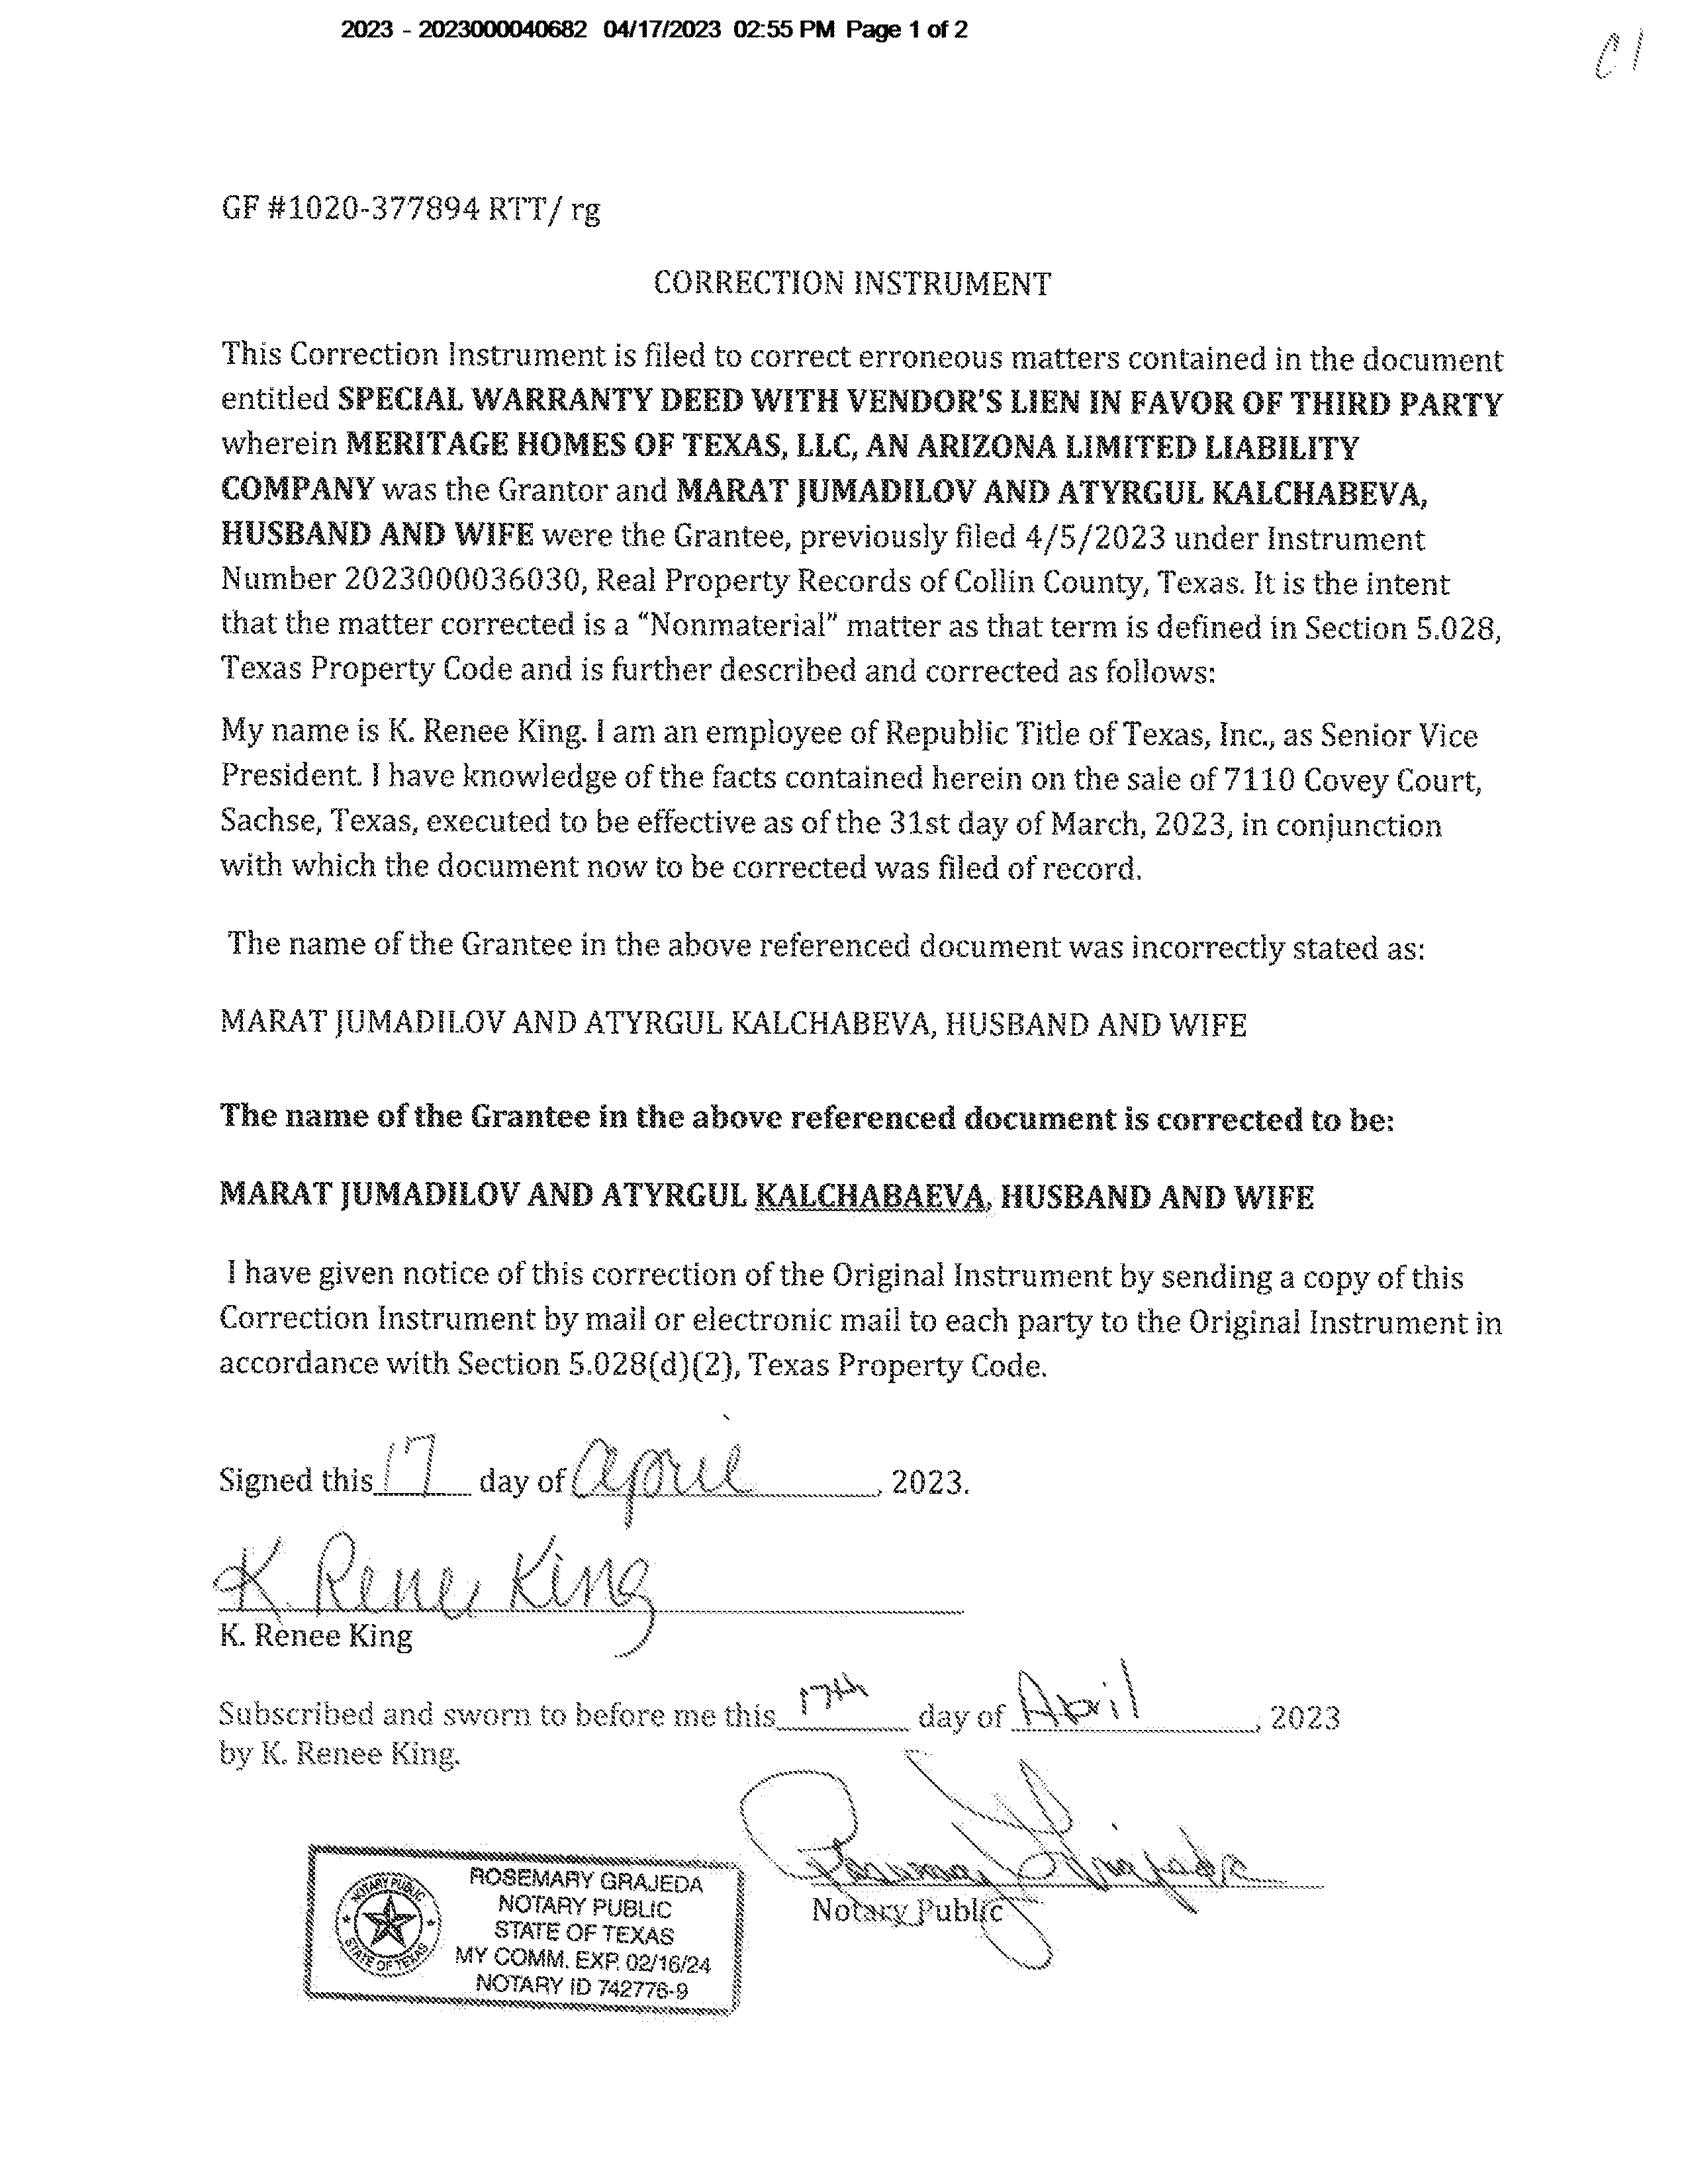 2023 - 2023000040682 04/17/2023 02:55 PM Page 1 of 2
C1
GF #1020-377894 RTT/ rg
CORRECTION INSTRUMENT
This Correction Instrument is filed to correct erroneous matters contained in the document
entitled SPECIAL WARRANTY DEED WITH VENDOR'S LIEN IN FAVOR OF THIRD PARTY
wherein MERITAGE HOMES OF TEXAS, LLC, AN ARIZONA LIMITED LIABILITY
COMPANY was the Grantor and MARAT JUMADILOV AND ATYRGUL KALCHABEVA,
HUSBAND AND WIFE were the Grantee, previously filed 4/5/2023 under Instrument
Number 2023000036030, Real Property Records of Collin County, Texas. It is the intent
that the matter corrected is a “Nonmaterial” matter as that term is defined in Section 5.028,
Texas Property Code and is further described and corrected as follows:
My name is K. Renee King. I am an employee of Republic Title of Texas, Inc., as Senior Vice
President. I have knowledge of the facts contained herein on the sale of 7110 Covey Court,
Sachse, Texas, executed to be effective as of the 31st day of March, 2023, in conjunction
with which the document now to be corrected was filed of record.
The name of the Grantee in the above referenced document was incorrectly stated as:
MARAT JUMADILOV AND ATYRGUL KALCHABEVA, HUSBAND AND WIFE
The name of the Grantee in the above referenced document is corrected to be:
MARAT JUMADILOV AND ATYRGUL KALCHABAEVA, HUSBAND AND WIFE
I have given notice of this correction of the Original Instrument by sending a copy of this
Correction Instrument by mail or electronic mail to each party to the Original Instrument in
accordance with Section 5.028(d)(2), Texas Property Code.
Signed this 17 day of april, 2023.
K Renee King
K. Renee King
Subscribed and sworn to before me this 17th day of April, 2023
by K. Renee King.
Rosemary Grajeda
Notary Public
NOTARY PUBLIC
STATE OF TEXAS
ROSEMARY GRAJEDA
NOTARY PUBLIC
STATE OF TEXAS
MY COMM. EXP. 02/16/24
NOTARY ID 742776-9